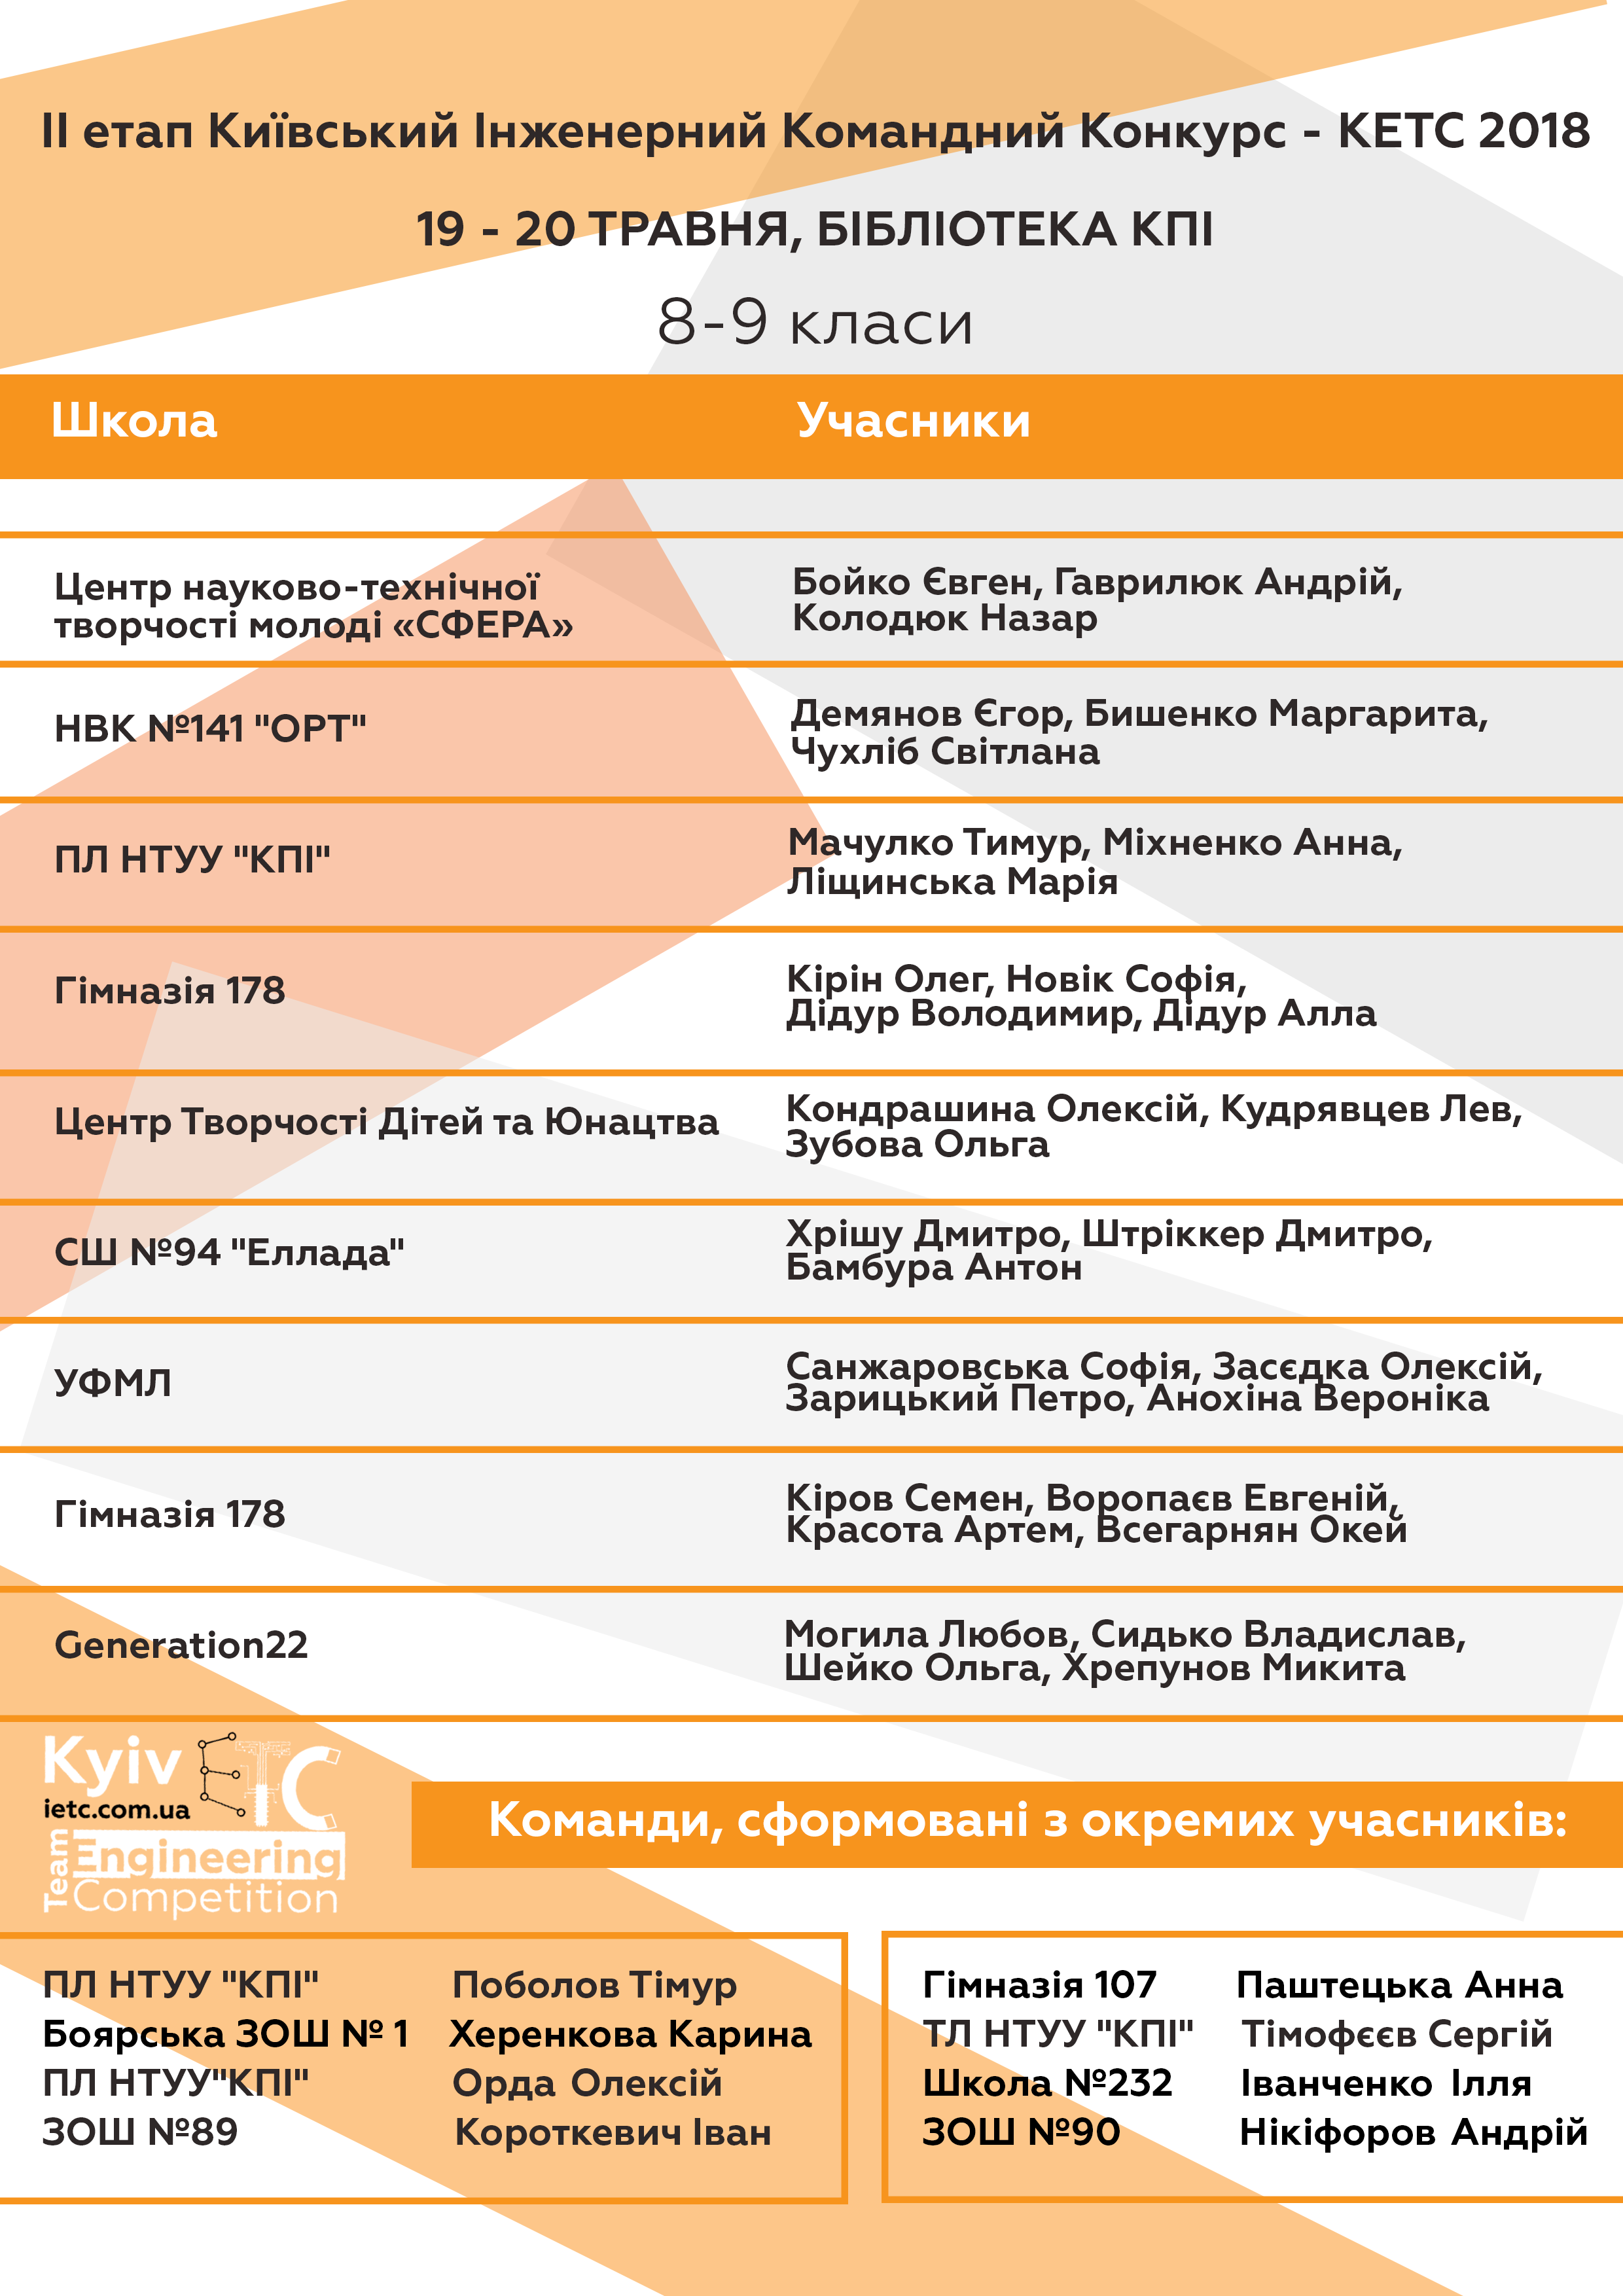 ІІ етап Київський Інженерний Командний Конкурс - КЕТС 2018
19 - 20 ТРАВНЯ, БІБЛІОТЕКА КПІ
8-9 класи
Школа Учасники
Центр науково-технічної
творчості молоді «СФЕРА»
Бойко Євген, Гаврилюк Андрій,
Колодюк Назар
НВК №141 "ОРТ"
Демянов Єгор, Бишенко Маргарита,
Чухліб Світлана
ПЛ НТУУ "КПІ"
Мачулко Тимур, Міхненко Анна,
Ліщинська Марія
Гімназія 178
Кірін Олег, Новік Софія,
Дідур Володимир, Дідур Алла
Центр Творчості Дітей та Юнацтва
Кондрашина Олексій, Кудрявцев Лев,
Зубова Ольга
СШ №94 "Еллада"
Хрішу Дмитро, Штріккер Дмитро,
Бамбура Антон
УФМЛ
Санжаровська Софія, Засєдка Олексій,
Зарицький Петро, Анохіна Вероніка
Гімназія 178
Кіров Семен, Воропаєв Евгеній,
Красота Артем, Всегарнян Окей
Generation22
Могила Любов, Сидько Владислав,
Шейко Ольга, Хрепунов Микита
Kyiv ETC
ietc.com.ua
Team
Engineering
Competition
Команди, сформовані з окремих учасників:
ПЛ НТУУ "КПІ" Поболов Тімур
Боярська ЗОШ № 1 Херенкова Карина
ПЛ НТУУ"КПІ" Орда Олексій
ЗОШ №89 Короткевич Іван
Гімназія 107 Паштецька Анна
ТЛ НТУУ "КПІ" Тімофєєв Сергій
Школа №232 Іванченко Ілля
ЗОШ №90 Нікіфоров Андрій